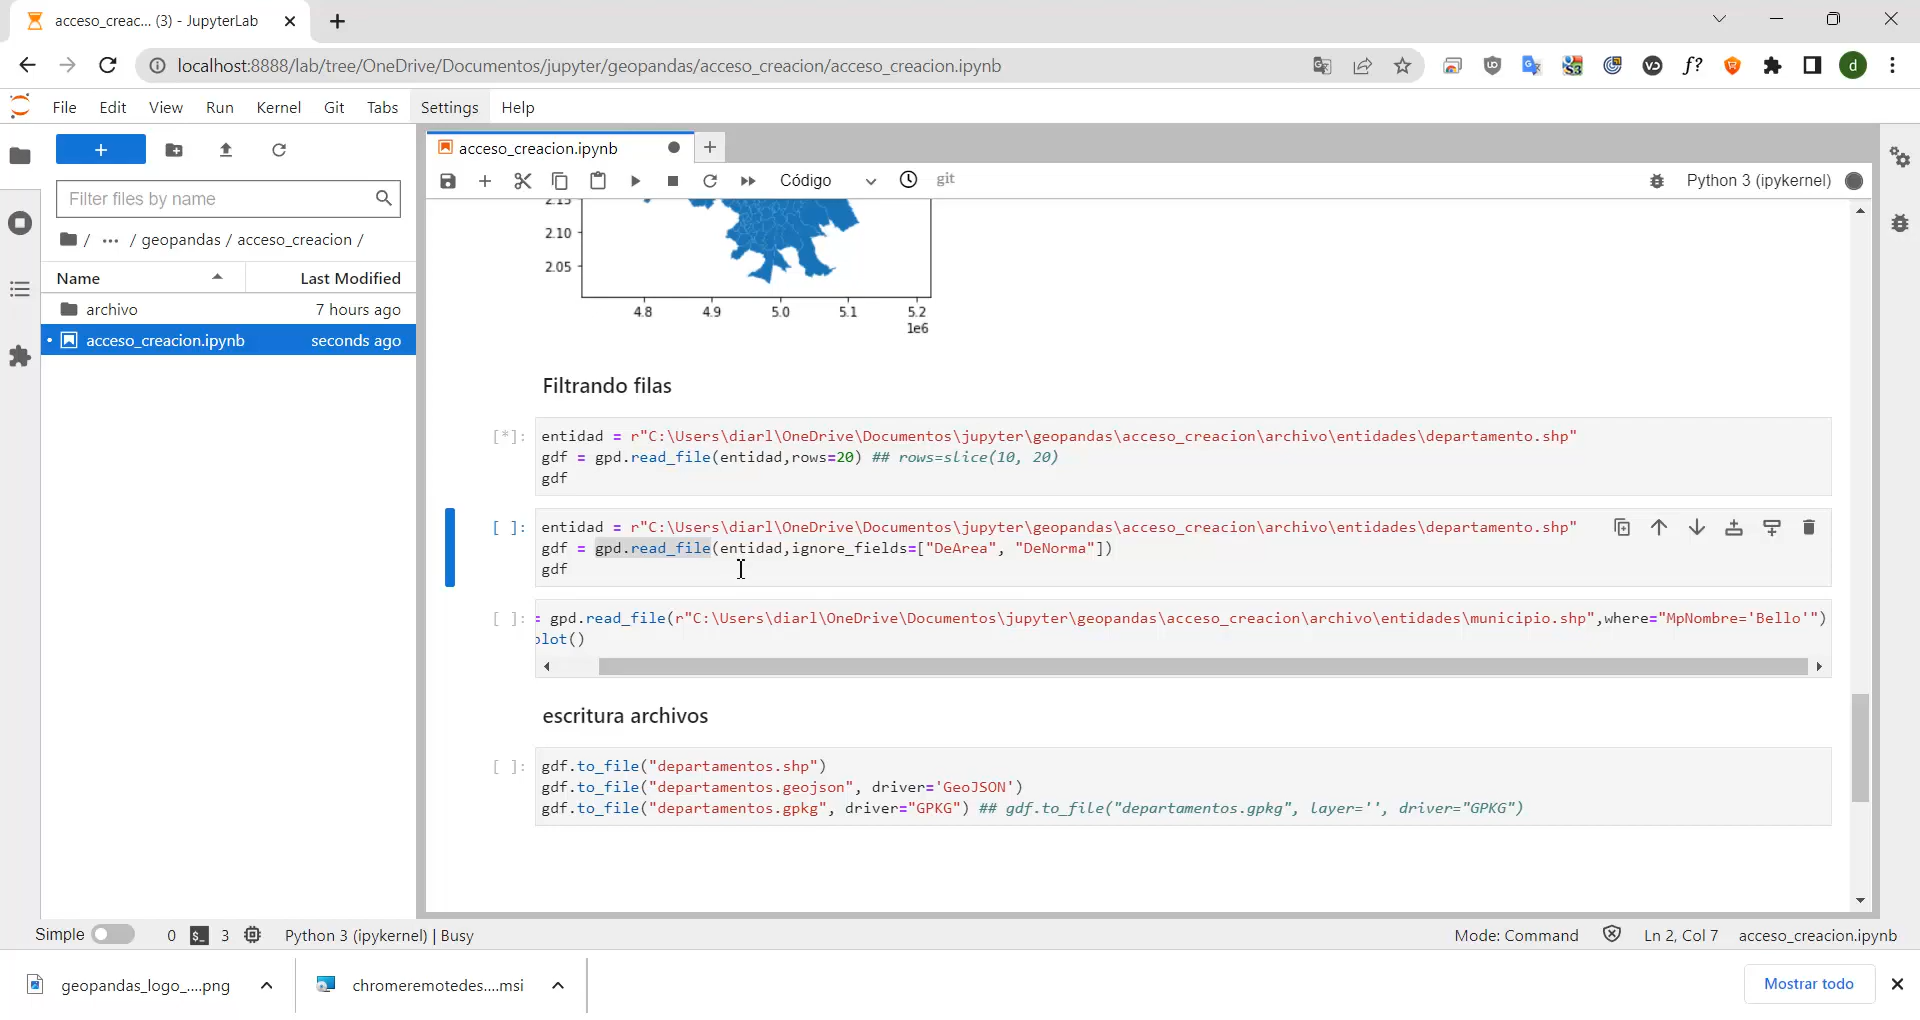 acceso_creac... (3) - JupyterLab
localhost:8888/lab/tree/OneDrive/Documentos/jupyter/geopandas/acceso_creacion/acceso_creacion.ipynb
f?
d
File Edit View Run Kernel Git Tabs Settings Help
acceso_creacion.ipynb
Código
git
Python 3 (ipykernel)
Filter files by name
/ ... / geopandas / acceso_creacion /
Name Last Modified
archivo 7 hours ago
acceso_creacion.ipynb seconds ago
2.15
2.10
2.05
4.8 4.9 5.0 5.1 5.2
1e6
Filtrando filas
[*]: entidad = r"C:\Users\diarl\OneDrive\Documentos\jupyter\geopandas\acceso_creacion\archivo\entidades\departamento.shp"
gdf = gpd.read_file(entidad,rows=20) ## rows=slice(10, 20)
gdf
[ ]: entidad = r"C:\Users\diarl\OneDrive\Documentos\jupyter\geopandas\acceso_creacion\archivo\entidades\departamento.shp"
gdf = gpd.read_file(entidad,ignore_fields=["DeArea", "DeNorma"])
gdf
[ ]: = gpd.read_file(r"C:\Users\diarl\OneDrive\Documentos\jupyter\geopandas\acceso_creacion\archivo\entidades\municipio.shp",where="MpNombre='Bello'")
plot()
escritura archivos
[ ]: gdf.to_file("departamentos.shp")
gdf.to_file("departamentos.geojson", driver='GeoJSON')
gdf.to_file("departamentos.gpkg", driver="GPKG") ## gdf.to_file("departamentos.gpkg", layer='', driver="GPKG")
Simple 0 $_ 3 Python 3 (ipykernel) | Busy
Mode: Command Ln 2, Col 7 acceso_creacion.ipynb
geopandas_logo_....png
chromeremotedes....msi
Mostrar todo